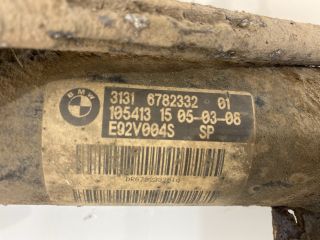 BMW
3131 6782332 01
105413 15 05-03-08
E92V004S SP